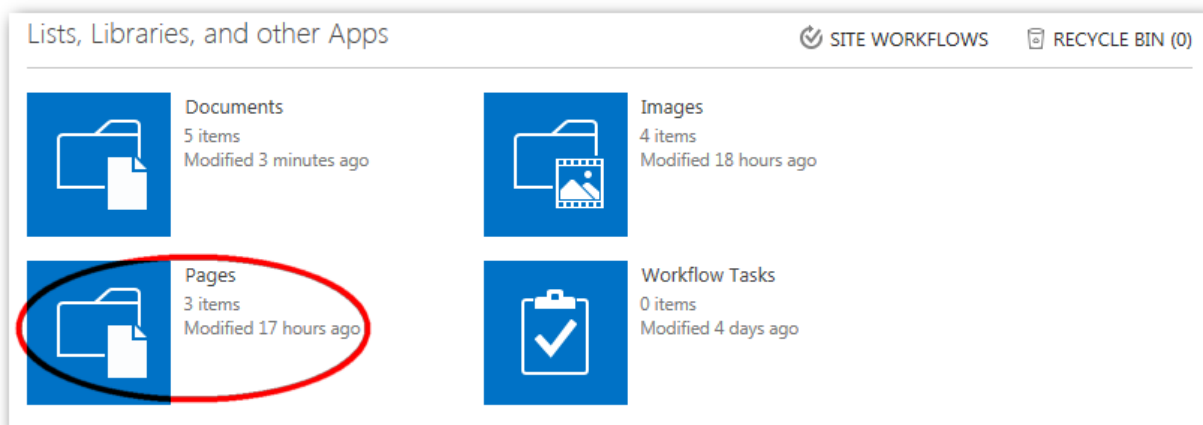 Lists, Libraries, and other Apps
SITE WORKFLOWS
RECYCLE BIN (0)
Documents
5 items
Modified 3 minutes ago
Images
4 items
Modified 18 hours ago
Pages
3 items
Modified 17 hours ago
Workflow Tasks
0 items
Modified 4 days ago